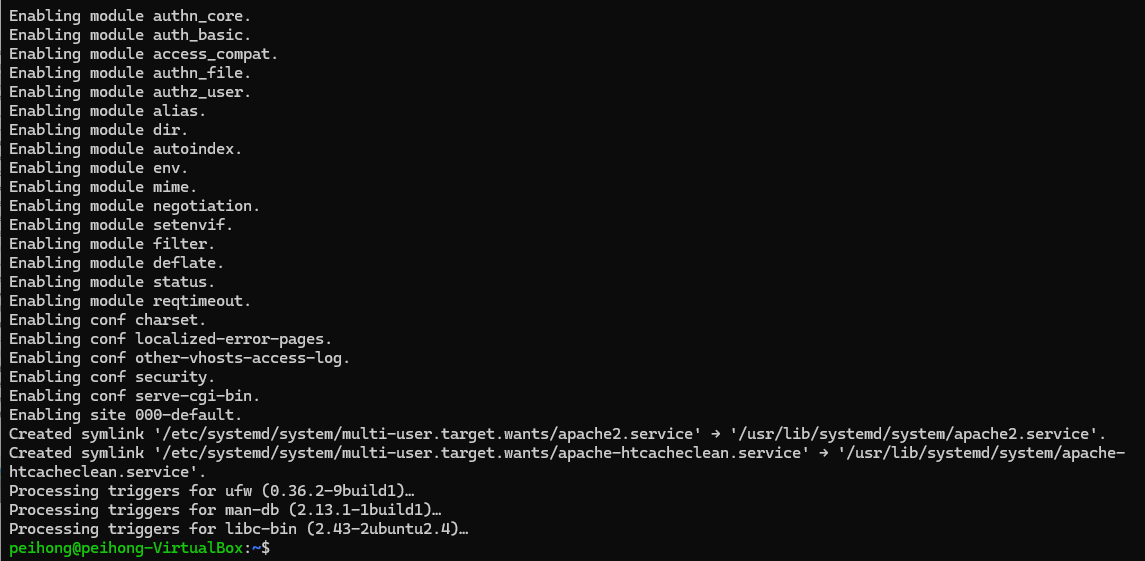 Enabling module authn_core.
Enabling module auth_basic.
Enabling module access_compat.
Enabling module authn_file.
Enabling module authz_user.
Enabling module alias.
Enabling module dir.
Enabling module autoindex.
Enabling module env.
Enabling module mime.
Enabling module negotiation.
Enabling module setenvif.
Enabling module filter.
Enabling module deflate.
Enabling module status.
Enabling module reqtimeout.
Enabling conf charset.
Enabling conf localized-error-pages.
Enabling conf other-vhosts-access-log.
Enabling conf security.
Enabling conf serve-cgi-bin.
Enabling site 000-default.
Created symlink '/etc/systemd/system/multi-user.target.wants/apache2.service' → '/usr/lib/systemd/system/apache2.service'.
Created symlink '/etc/systemd/system/multi-user.target.wants/apache-htcacheclean.service' → '/usr/lib/systemd/system/apache-
htcacheclean.service'.
Processing triggers for ufw (0.36.2-9build1)…
Processing triggers for man-db (2.13.1-1build1)…
Processing triggers for libc-bin (2.43-2ubuntu2.4)…
peihong@peihong-VirtualBox:~$